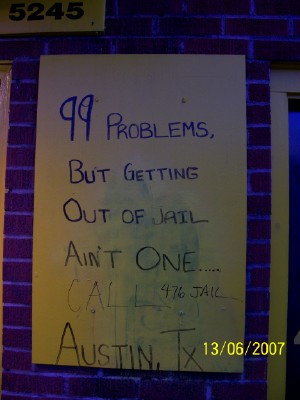 5245
99 PROBLEMS,
BUT GETTING
OUT OF JAIL
AIN'T ONE.....
CALL 476 JAIL
AUSTIN, TX
13/06/2007